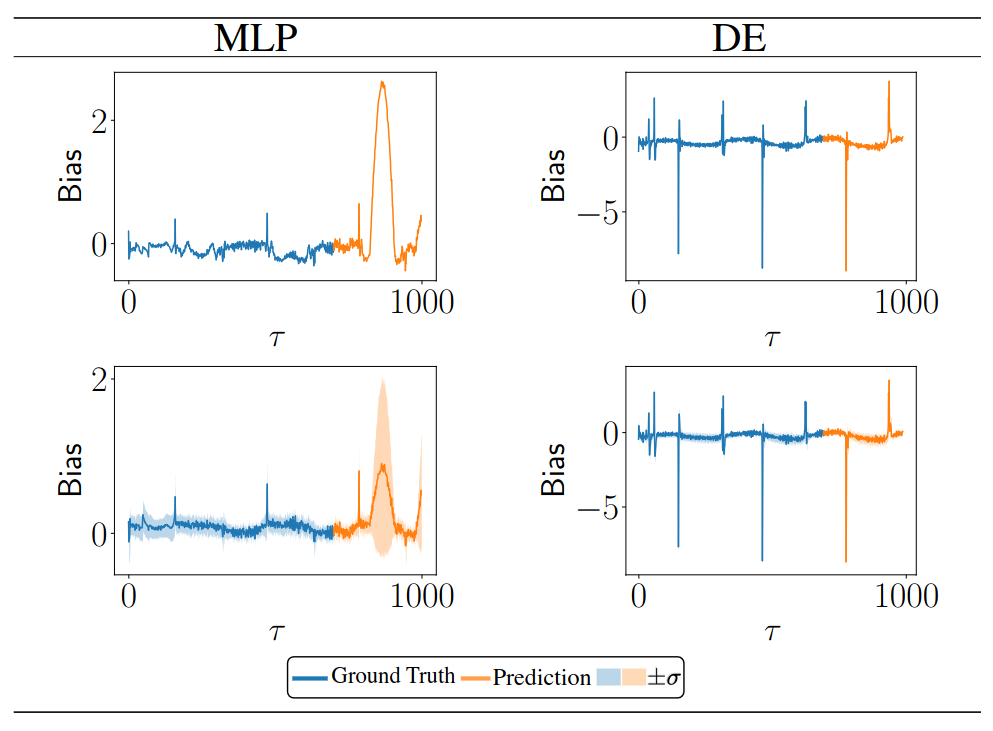 MLP DE
2
0
Bias
0 1000
τ
0
−5
Bias
0 1000
τ
2
0
Bias
0 1000
τ
0
−5
Bias
0 1000
τ
Ground Truth Prediction ±σ